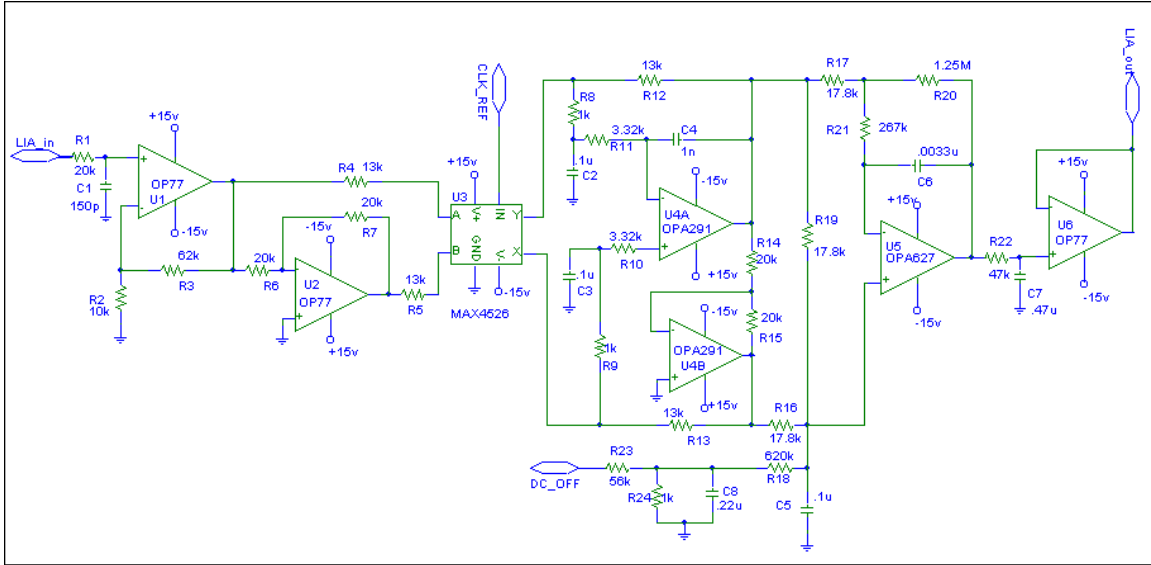 LIA_in
R1
20k
C1
150p
+15v
+
-
OP77
U1
-15v
62k
R3
R2
10k
R4 13k
20k
R7
20k
R6
-15v
-
U2
OP77
+
+15v
13k
R5
CLK_REF
+15v
U3
A
B
V+
IN
GND
V-
Y
X
-15v
MAX4526
13k
R12
R8
1k
3.32k
R11
C4
1n
.1u
C2
-15v
-
U4A
OPA291
+
+15v
3.32k
R10
.1u
C3
1k
R9
R14
20k
20k
R15
-15v
-
OPA291
U4B
+
+15v
13k
R13
R16
17.8k
R19
17.8k
R17
17.8k
1.25M
R20
R21
267k
.0033u
C6
+15v
-
U5
OPA627
+
-15v
R22
47k
C7
.47u
LIA_out
+15v
-
U6
OP77
+
-15v
DC_OFF
R23
56k
R24
1k
C8
.22u
620k
R18
C5
.1u